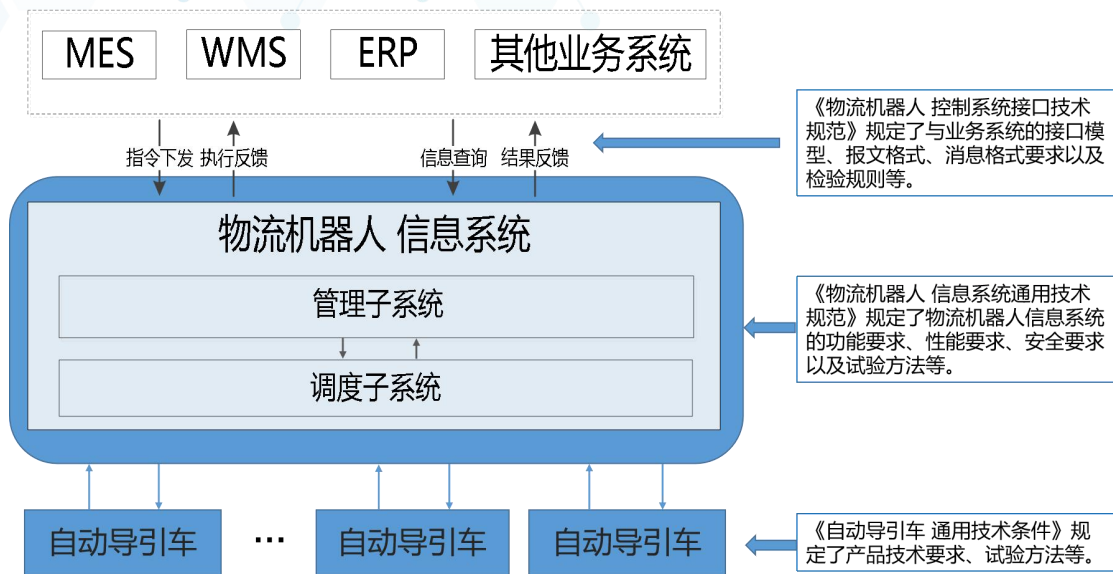 MES WMS ERP 其他业务系统
《物流机器人 控制系统接口技术
规范》规定了与业务系统的接口模
型、报文格式、消息格式要求以及
检验规则等。
指令下发 执行反馈 信息查询 结果反馈
物流机器人 信息系统
管理子系统
调度子系统
《物流机器人 信息系统通用技术
规范》规定了物流机器人信息系统
的功能要求、性能要求、安全要求
以及试验方法等。
自动导引车 … 自动导引车 自动导引车
《自动导引车 通用技术条件》规
定了产品技术要求、试验方法等。